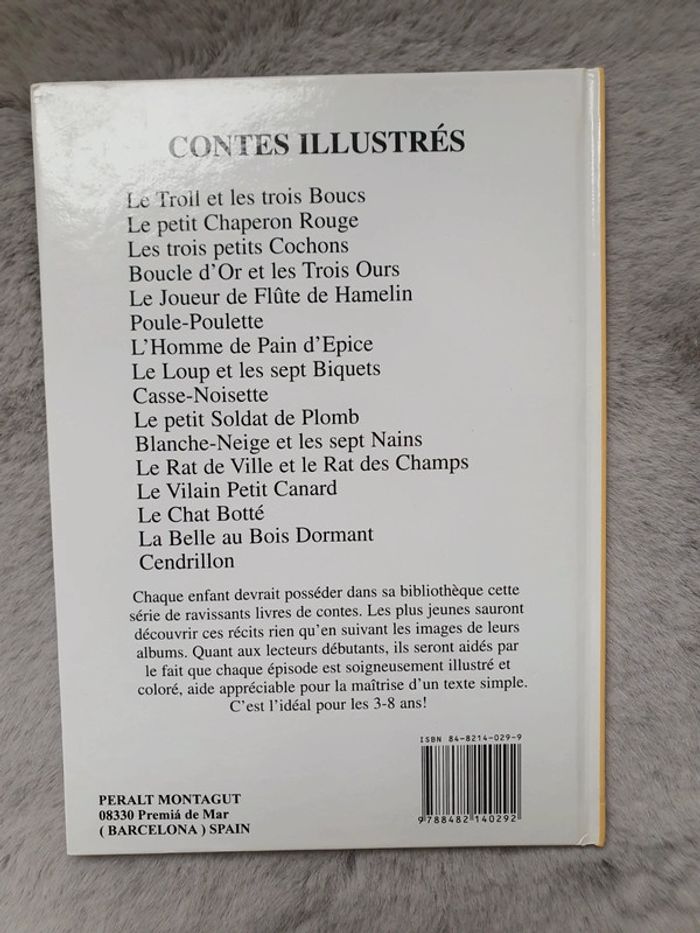 CONTES ILLUSTRÉS
Le Troll et les trois Boucs
Le petit Chaperon Rouge
Les trois petits Cochons
Boucle d'Or et les Trois Ours
Le Joueur de Flûte de Hamelin
Poule-Poulette
L'Homme de Pain d'Epice
Le Loup et les sept Biquets
Casse-Noisette
Le petit Soldat de Plomb
Blanche-Neige et les sept Nains
Le Rat de Ville et le Rat des Champs
Le Vilain Petit Canard
Le Chat Botté
La Belle au Bois Dormant
Cendrillon
Chaque enfant devrait posséder dans sa bibliothèque cette
série de ravissants livres de contes. Les plus jeunes sauront
découvrir ces récits rien qu'en suivant les images de leurs
albums. Quant aux lecteurs débutants, ils seront aidés par
le fait que chaque épisode est soigneusement illustré et
coloré, aide appréciable pour la maîtrise d'un texte simple.
C'est l'idéal pour les 3-8 ans!
ISBN 84-8214-029-9
9788482140292
PERALT MONTAGUT
08330 Premiá de Mar
( BARCELONA ) SPAIN